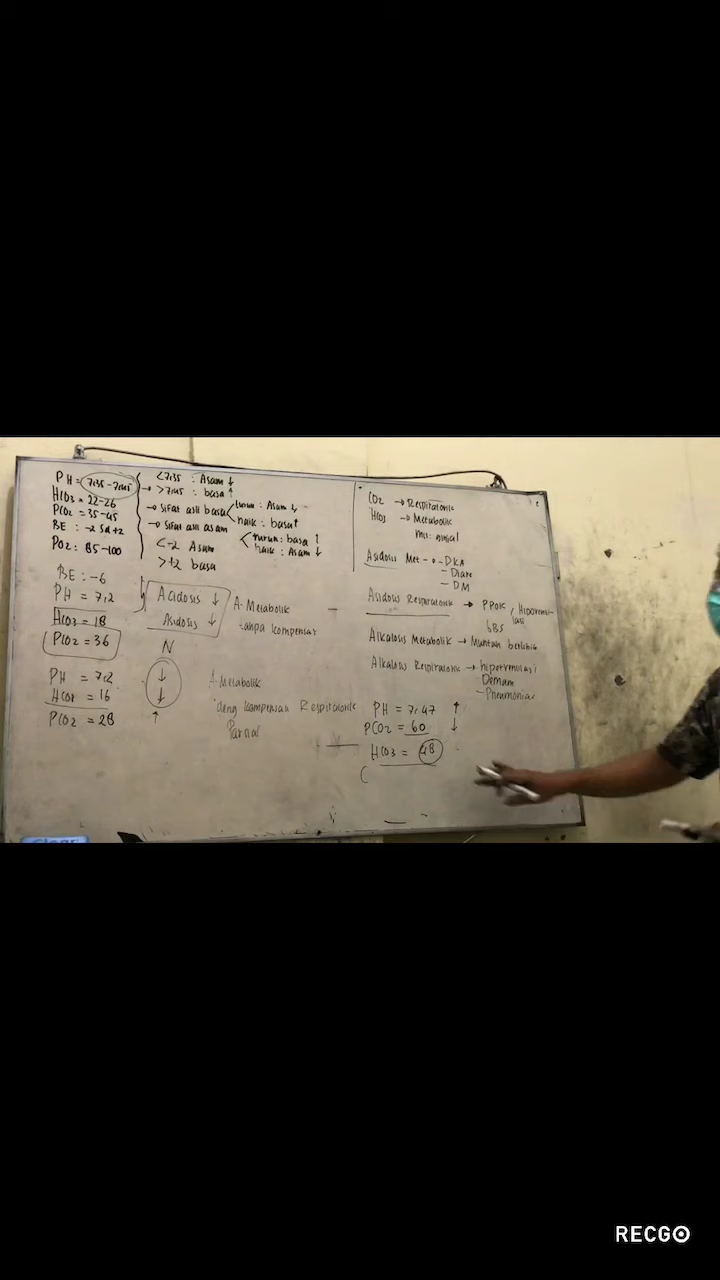 PH = 7,35 - 7,45
HCO3 = 22-26
PCO2 = 35-45
BE : -2 sd +2
PO2 : 85-100
<7,35 : Asam ↓
→ >7,45 : basa ↑
→ sifat asli basa
turun : Asam ↓
naik : basa ↑
→ sifat asli asam
turun : basa ↑
naik : Asam ↓
<-2 Asam
>+2 basa
BE : -6
PH = 7,2
HCO3 = 18
PCO2 = 36
Acidosis ↓
Asidosis ↓
N
A. Metabolik
tanpa kompensasi
PH = 7,2
HCO3 = 16
PCO2 = 28
↓
↓
↑
A. Metabolik
deng kompensasi Respiratorik
Parsial
CO2 → Respiratorik
HCO3 → Metabolik
Asidosis Met → - DKA
- Diare
- DM
Asidosis Respiratorik → PPOK
GBS
Alkalosis Metabolik → Muntah
Alkalosis Respiratorik → hiperventilasi
Demam
- Pneumonia
PH = 7,47 ↑
PCO2 = 60 ↓
HCO3 = 48
(
RECGO